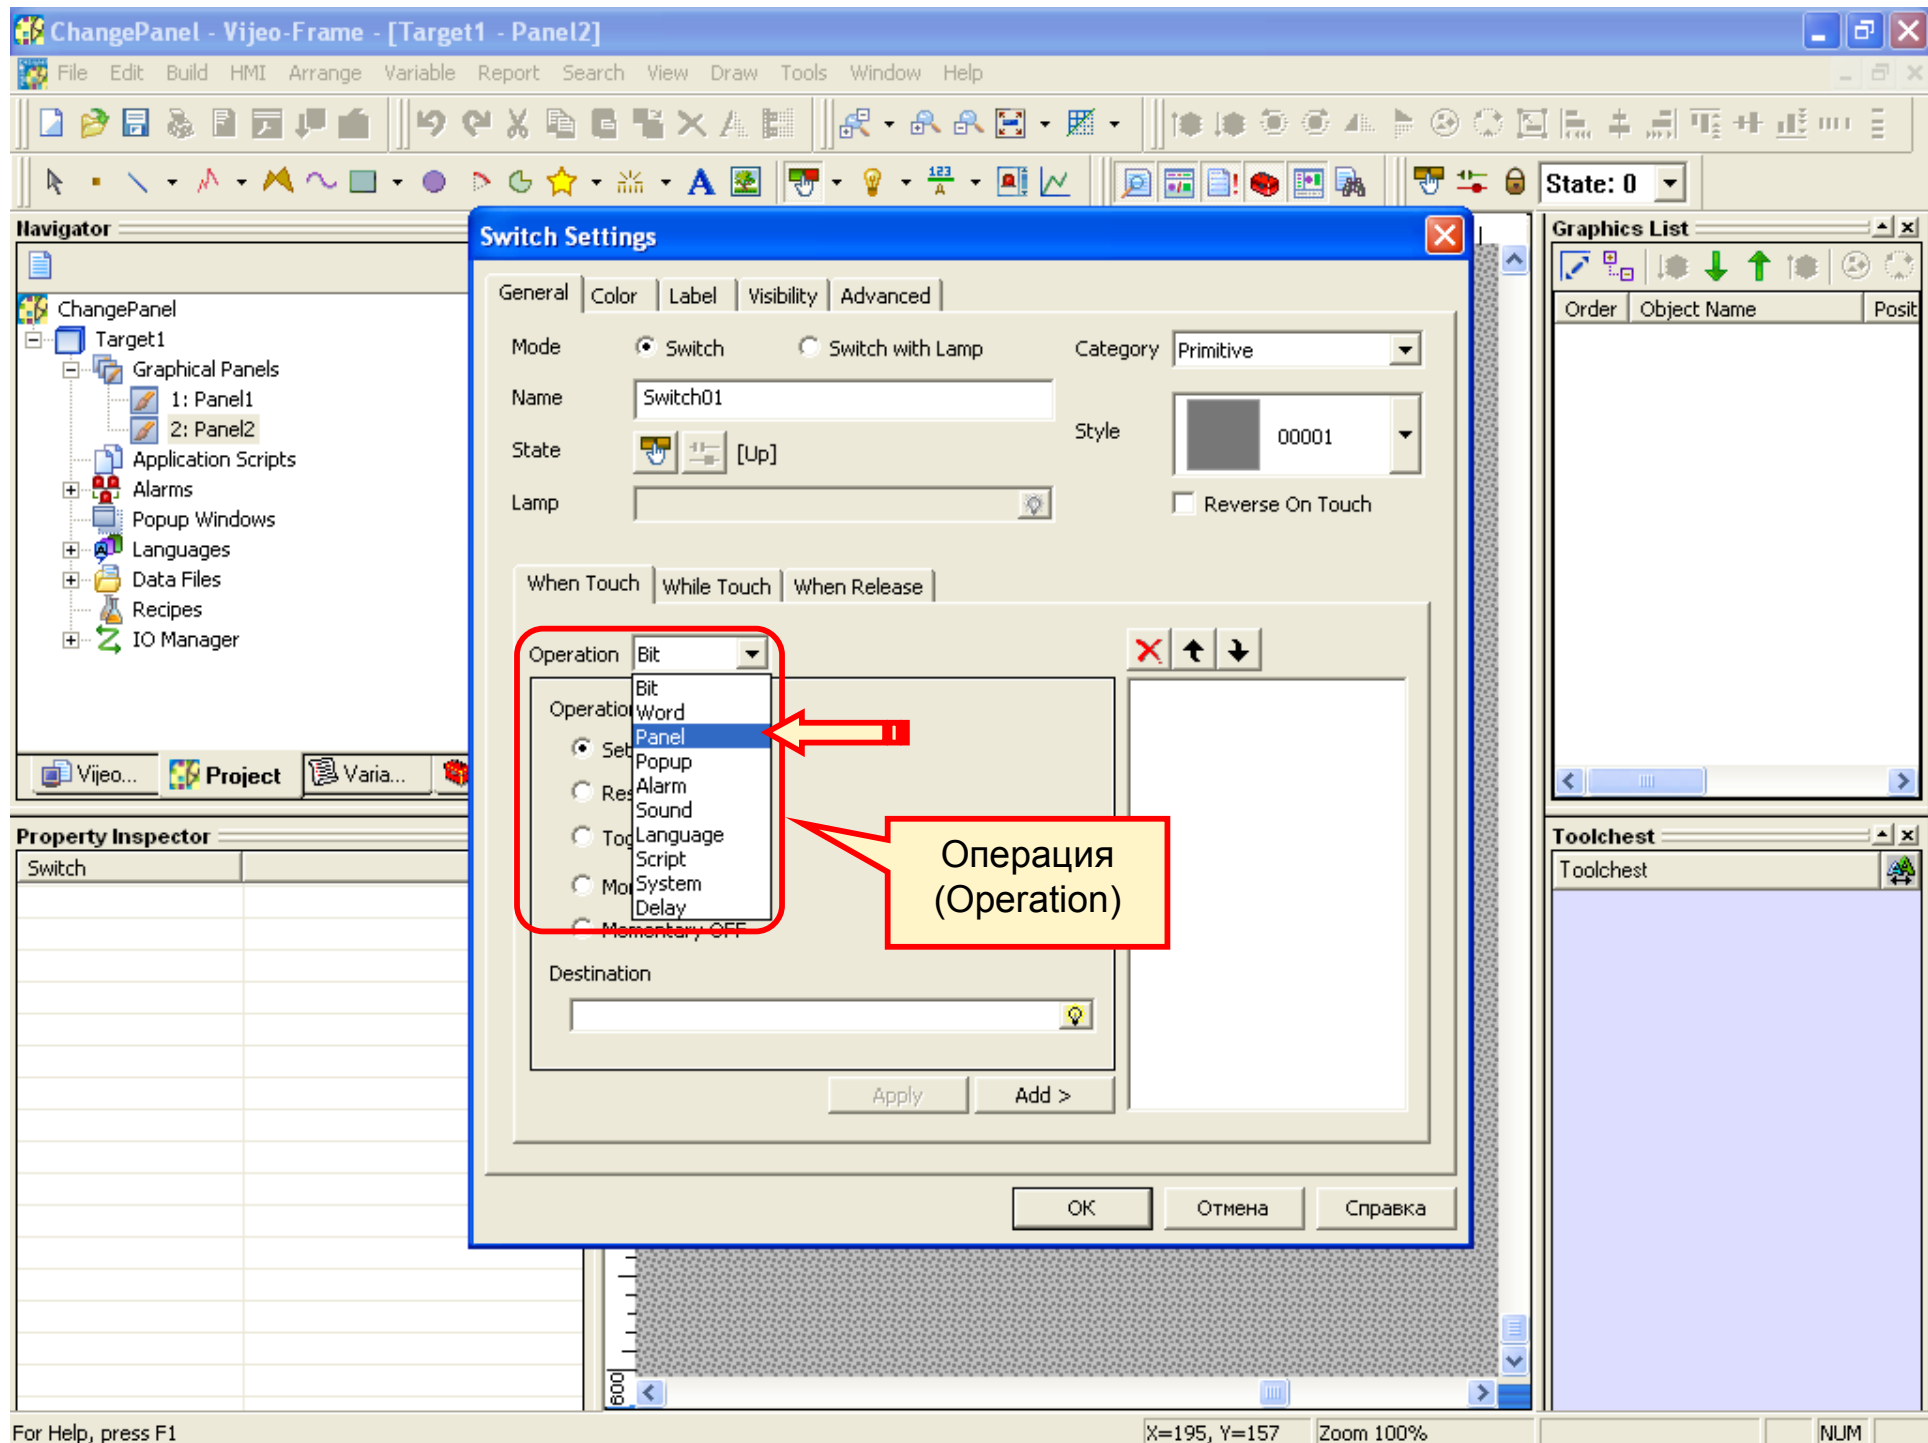 ChangePanel - Vijeo-Frame - [Target1 - Panel2]
File Edit Build HMI Arrange Variable Report Search View Draw Tools Window Help
State: 0
Navigator
ChangePanel
Target1
Graphical Panels
1: Panel1
2: Panel2
Application Scripts
Alarms
Popup Windows
Languages
Data Files
Recipes
IO Manager
Vijeo... Project Varia...
Property Inspector
Switch
Switch Settings
General Color Label Visibility Advanced
Mode Switch Switch with Lamp Category Primitive
Name Switch01
Style 00001
State [Up]
Lamp
Reverse On Touch
When Touch While Touch When Release
Operation Bit
Bit
Word
Panel
Popup
Alarm
Sound
Language
Script
System
Delay
Operation
Set
Momentary OFF
Операция
(Operation)
Destination
Apply Add >
OK Отмена Справка
600
Graphics List
Order Object Name Posit
Toolchest
Toolchest
For Help, press F1
X=195, Y=157 Zoom 100% NUM